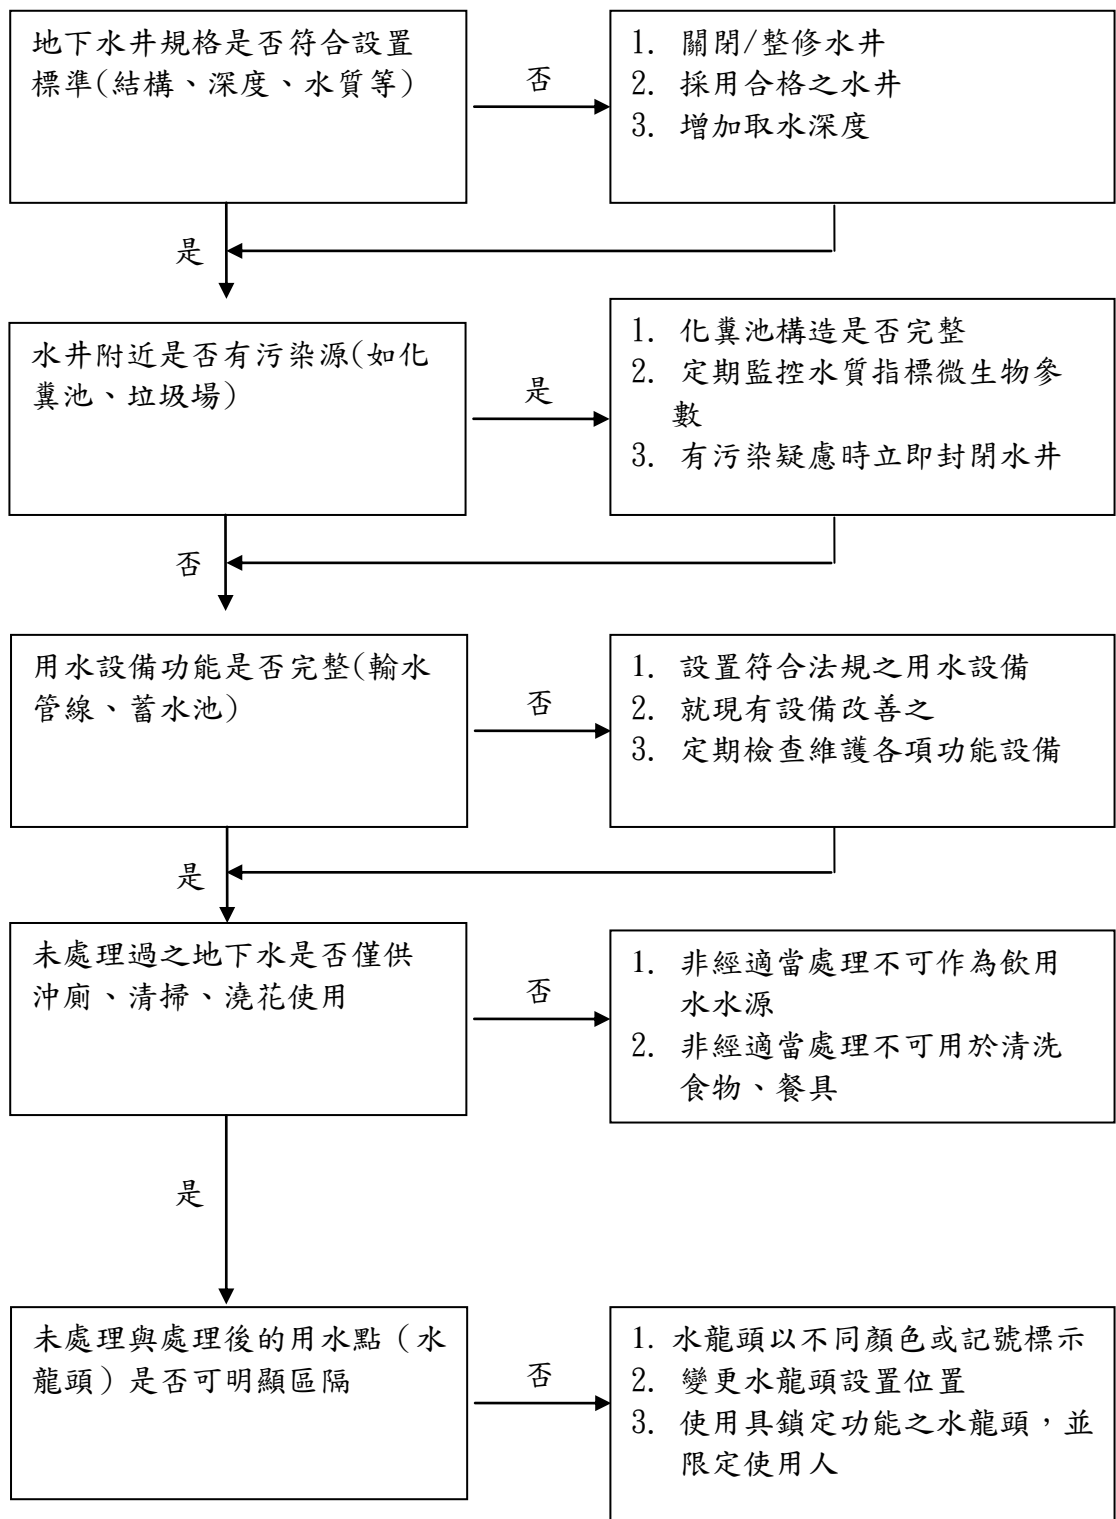 地下水井規格是否符合設置
標準(結構、深度、水質等)
否
1. 關閉/整修水井
2. 採用合格之水井
3. 增加取水深度
是
水井附近是否有污染源(如化
糞池、垃圾場)
是
1. 化糞池構造是否完整
2. 定期監控水質指標微生物參
數
3. 有污染疑慮時立即封閉水井
否
用水設備功能是否完整(輸水
管線、蓄水池)
否
1. 設置符合法規之用水設備
2. 就現有設備改善之
3. 定期檢查維護各項功能設備
是
未處理過之地下水是否僅供
沖廁、清掃、澆花使用
否
1. 非經適當處理不可作為飲用
水水源
2. 非經適當處理不可用於清洗
食物、餐具
是
未處理與處理後的用水點（水
龍頭）是否可明顯區隔
否
1. 水龍頭以不同顏色或記號標示
2. 變更水龍頭設置位置
3. 使用具鎖定功能之水龍頭，並
限定使用人